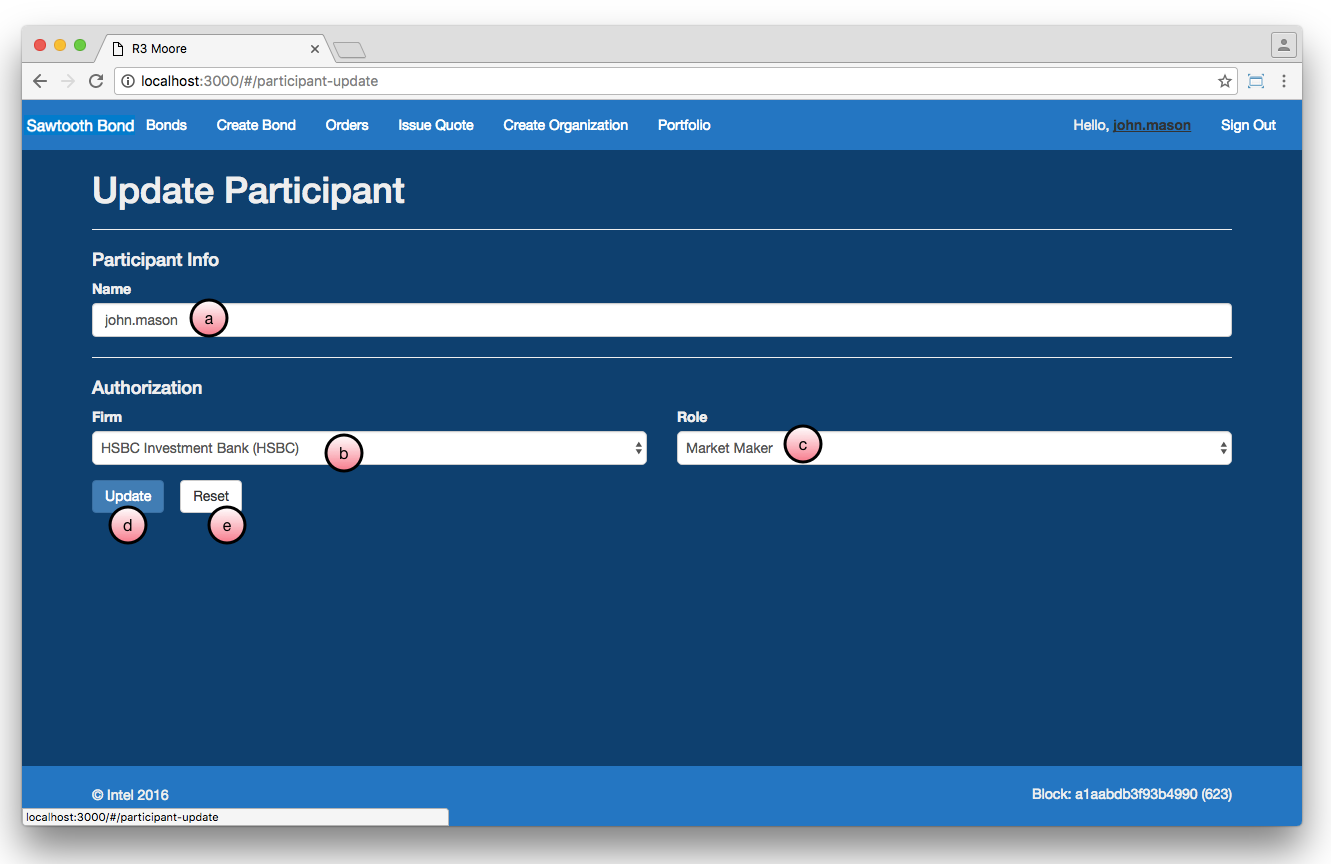 R3 Moore
localhost:3000/#/participant-update
Sawtooth Bond Bonds Create Bond Orders Issue Quote Create Organization Portfolio Hello, john.mason Sign Out
Update Participant
Participant Info
Name
john.mason a
Authorization
Firm Role
HSBC Investment Bank (HSBC) b Market Maker c
Update Reset
d e
© Intel 2016 Block: a1aabdb3f93b4990 (623)
localhost:3000/#/participant-update